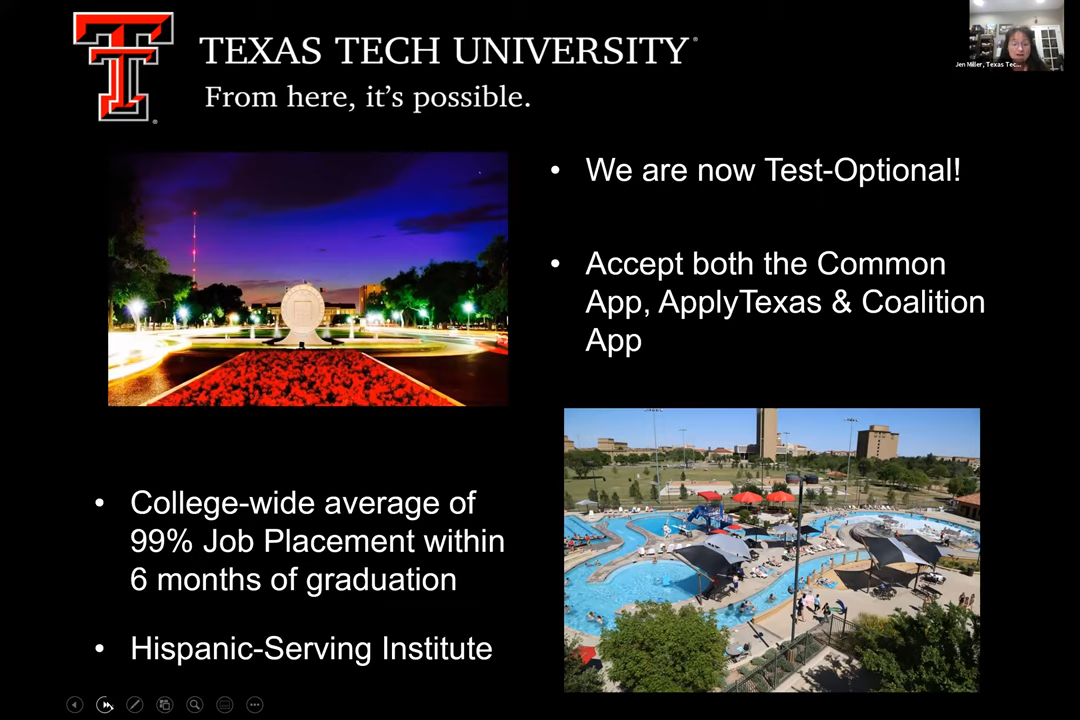 TEXAS TECH UNIVERSITY®
From here, it's possible.
Jen Miller, Texas Tec...
• We are now Test-Optional!
• Accept both the Common
App, ApplyTexas & Coalition
App
• College-wide average of
99% Job Placement within
6 months of graduation
• Hispanic-Serving Institute